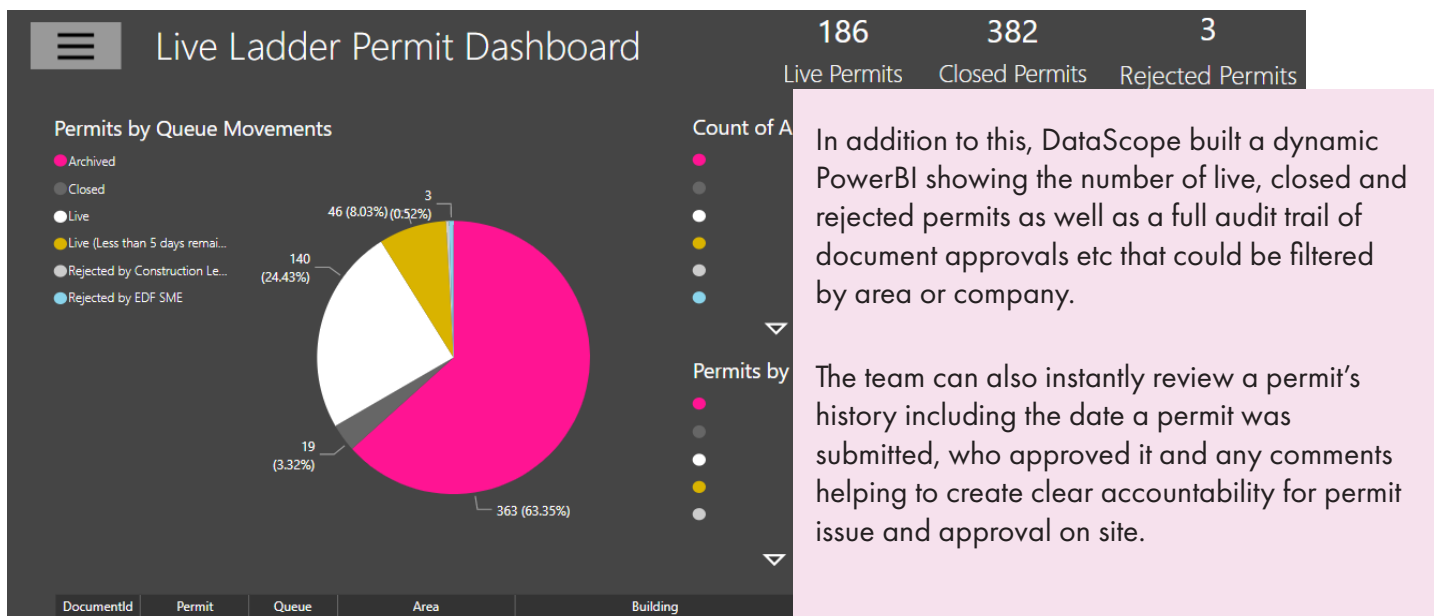 Live Ladder Permit Dashboard
186
Live Permits
382
Closed Permits
3
Rejected Permits
Permits by Queue Movements
Archived
Closed
Live
Live (Less than 5 days remai...
Rejected by Construction Le...
Rejected by EDF SME
3
(0.52%)
46 (8.03%)
140
(24.43%)
19
(3.32%)
363 (63.35%)
Count of A
Permits by
In addition to this, DataScope built a dynamic
PowerBI showing the number of live, closed and
rejected permits as well as a full audit trail of
document approvals etc that could be filtered
by area or company.
The team can also instantly review a permit’s
history including the date a permit was
submitted, who approved it and any comments
helping to create clear accountability for permit
issue and approval on site.
DocumentId Permit Queue Area Building